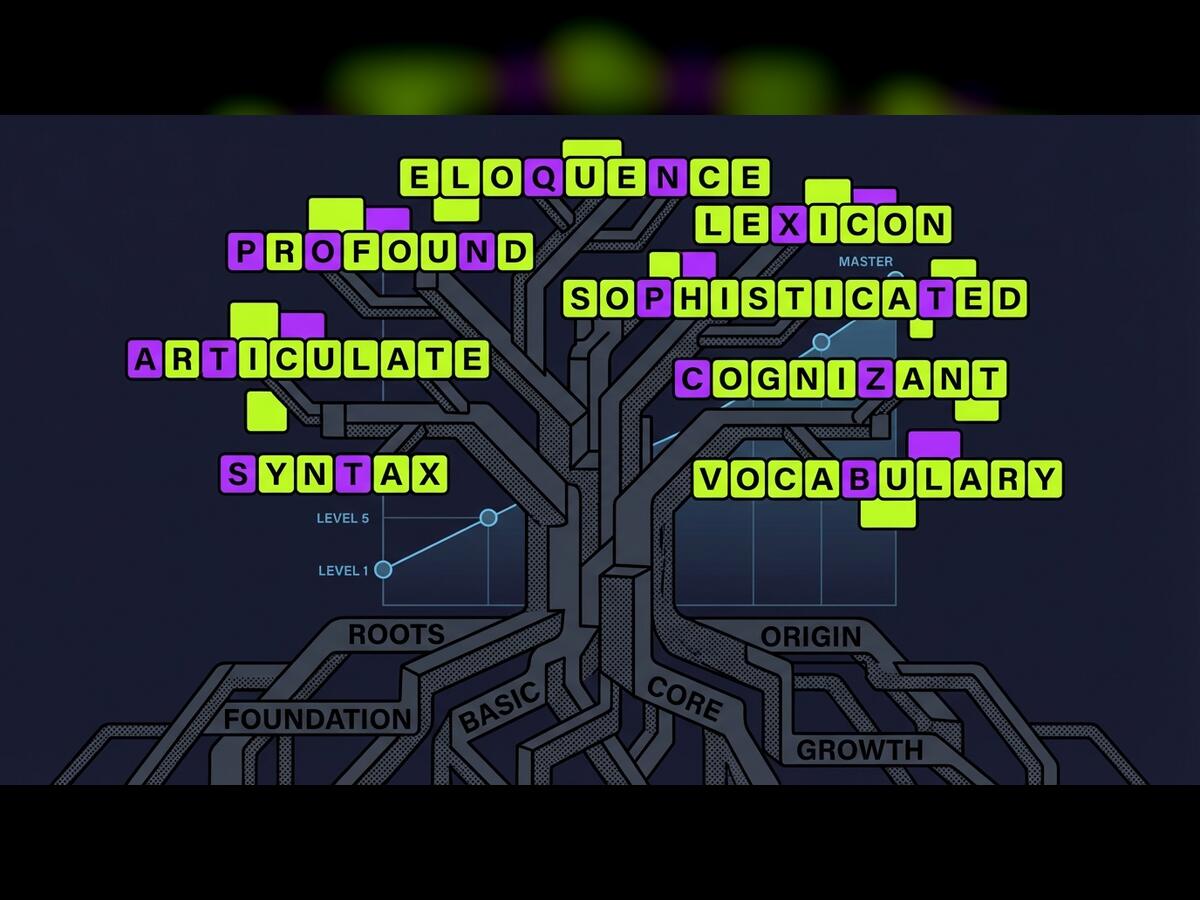 ELOQUENCE
LEXICON
PROFOUND
MASTER
SOPHISTICATED
ARTICULATE
COGNIZANT
SYNTAX
VOCABULARY
LEVEL 5
LEVEL 1
ROOTS
ORIGIN
FOUNDATION
BASIC
CORE
GROWTH